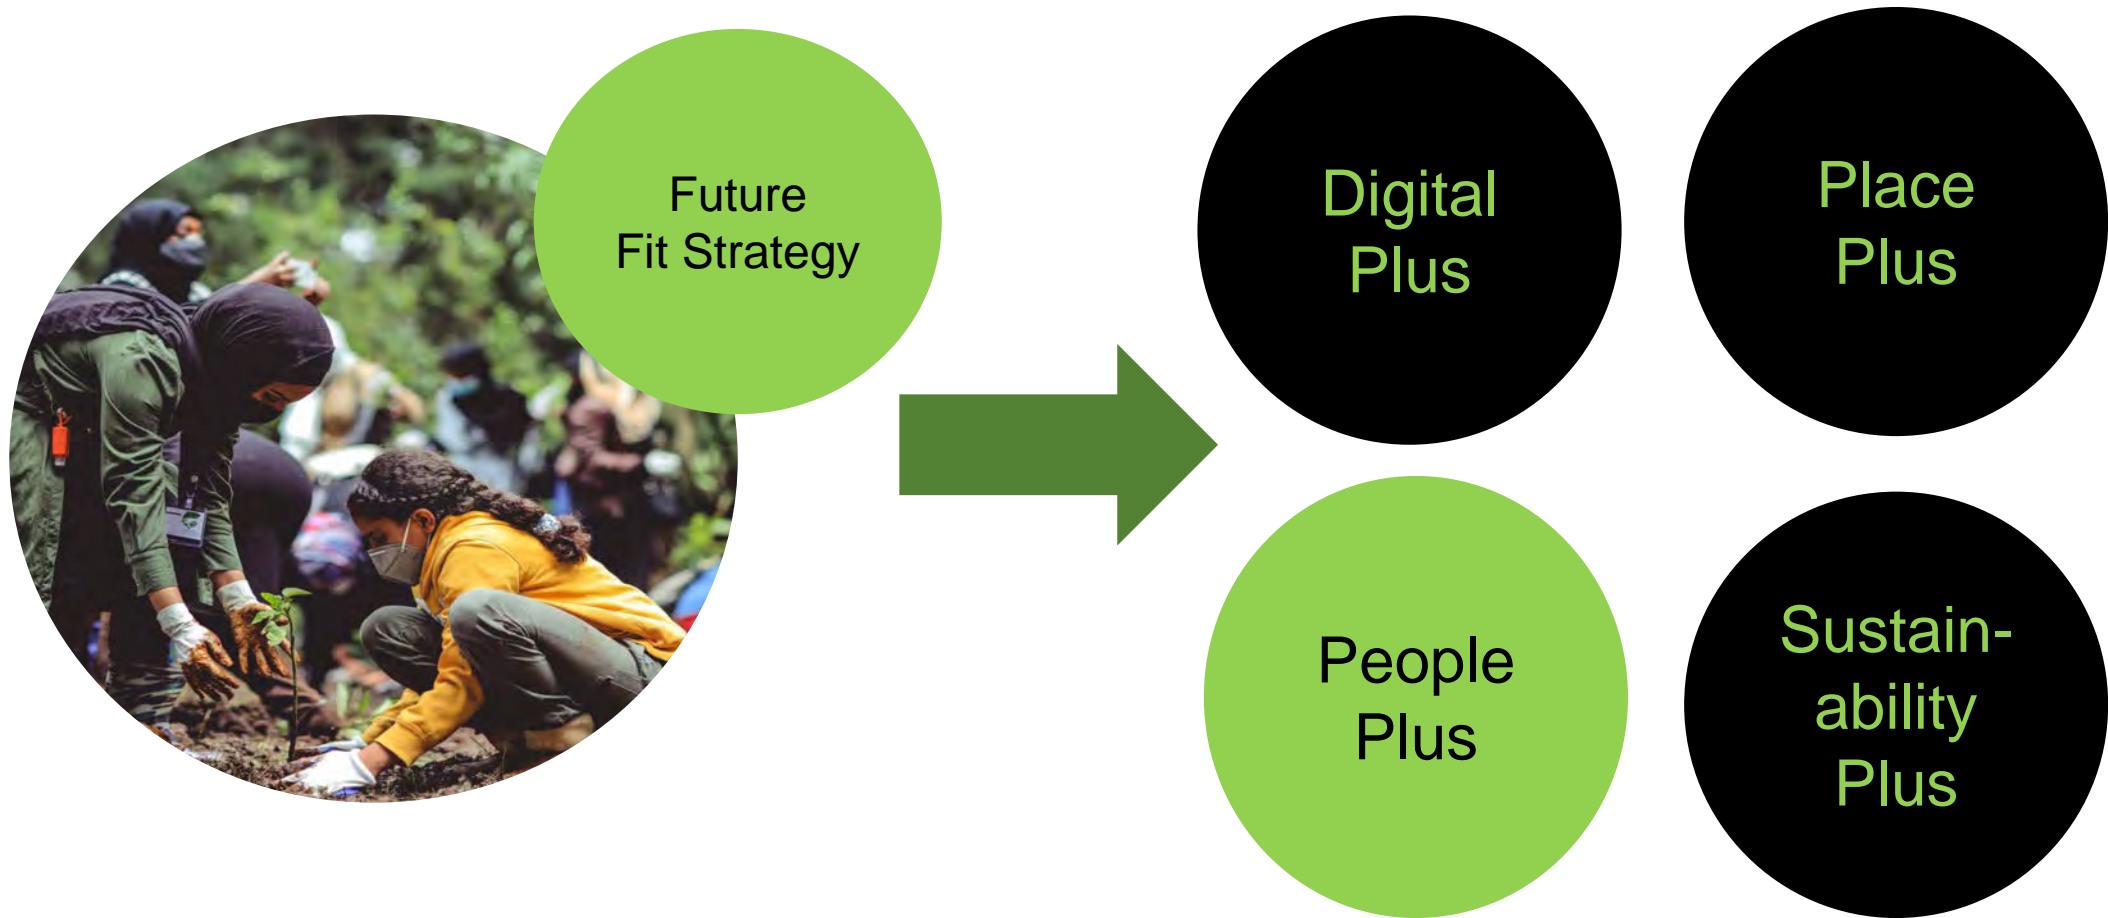 Future
Fit Strategy
Digital
Plus
Place
Plus
People
Plus
Sustain-
ability
Plus